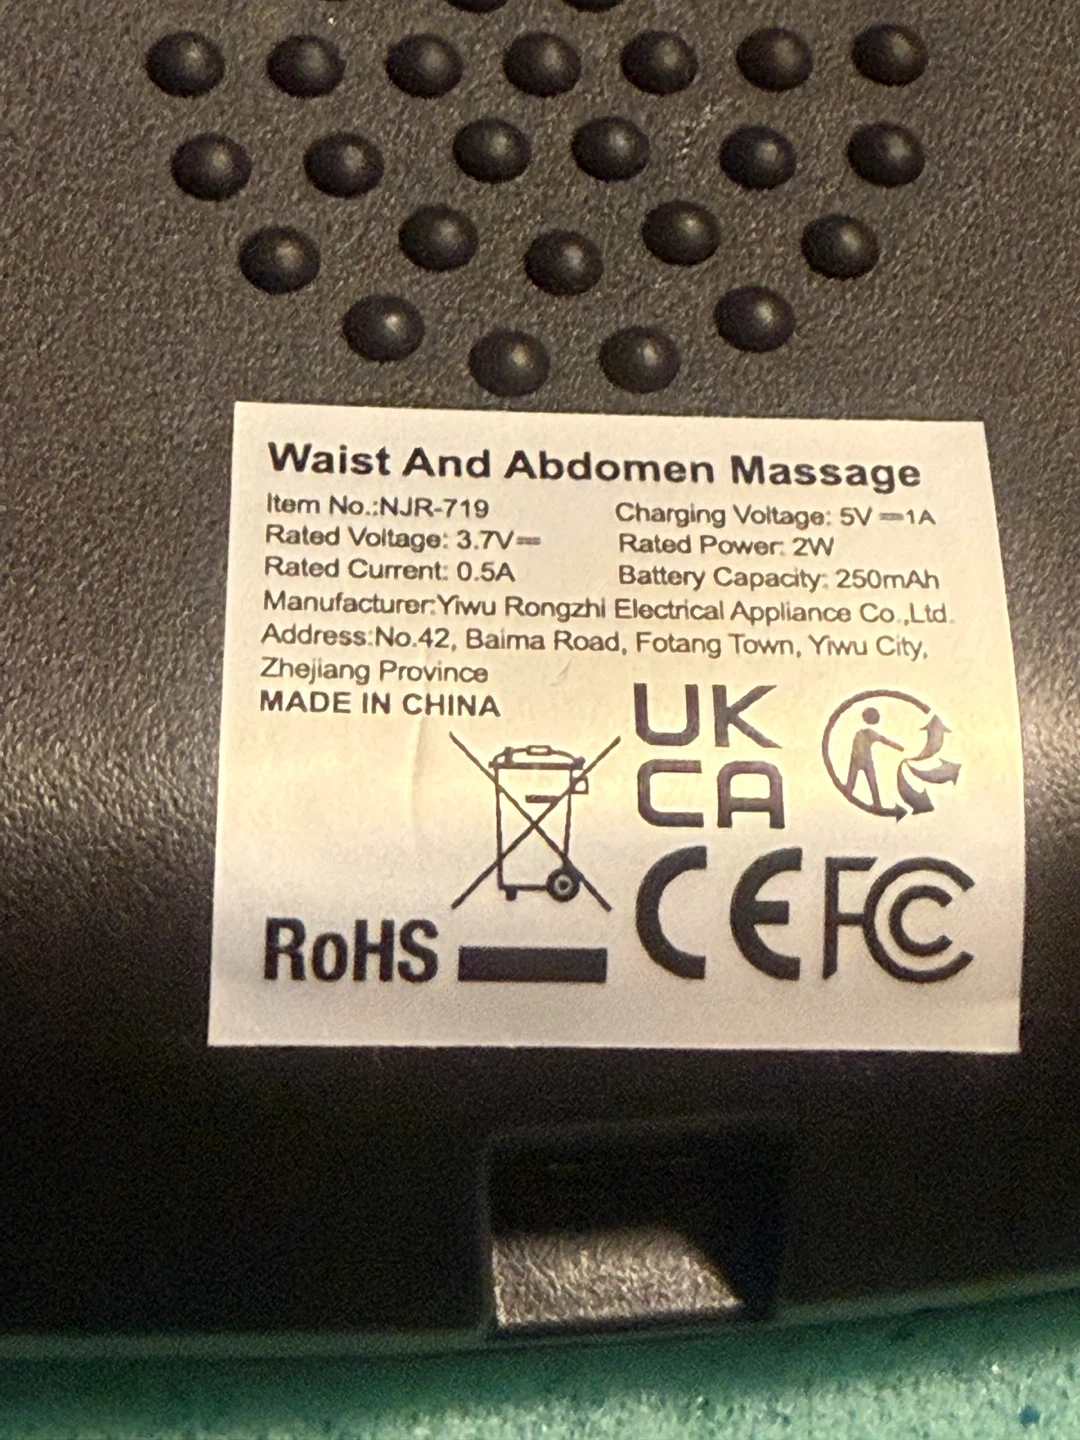 Waist And Abdomen Massage
Item No.:NJR-719
Charging Voltage: 5V⎓1A
Rated Voltage: 3.7V⎓
Rated Power: 2W
Rated Current: 0.5A
Battery Capacity: 250mAh
Manufacturer:Yiwu Rongzhi Electrical Appliance Co.,Ltd.
Address:No.42, Baima Road, Fotang Town, Yiwu City,
Zhejiang Province
MADE IN CHINA
UK
CA
RoHS
CE FC